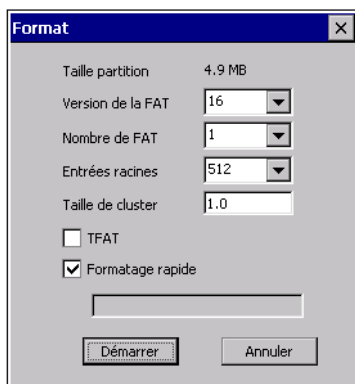 Format
Taille partition 4.9 MB
Version de la FAT 16
Nombre de FAT 1
Entrées racines 512
Taille de cluster 1.0
TFAT
Formatage rapide
Démarrer Annuler